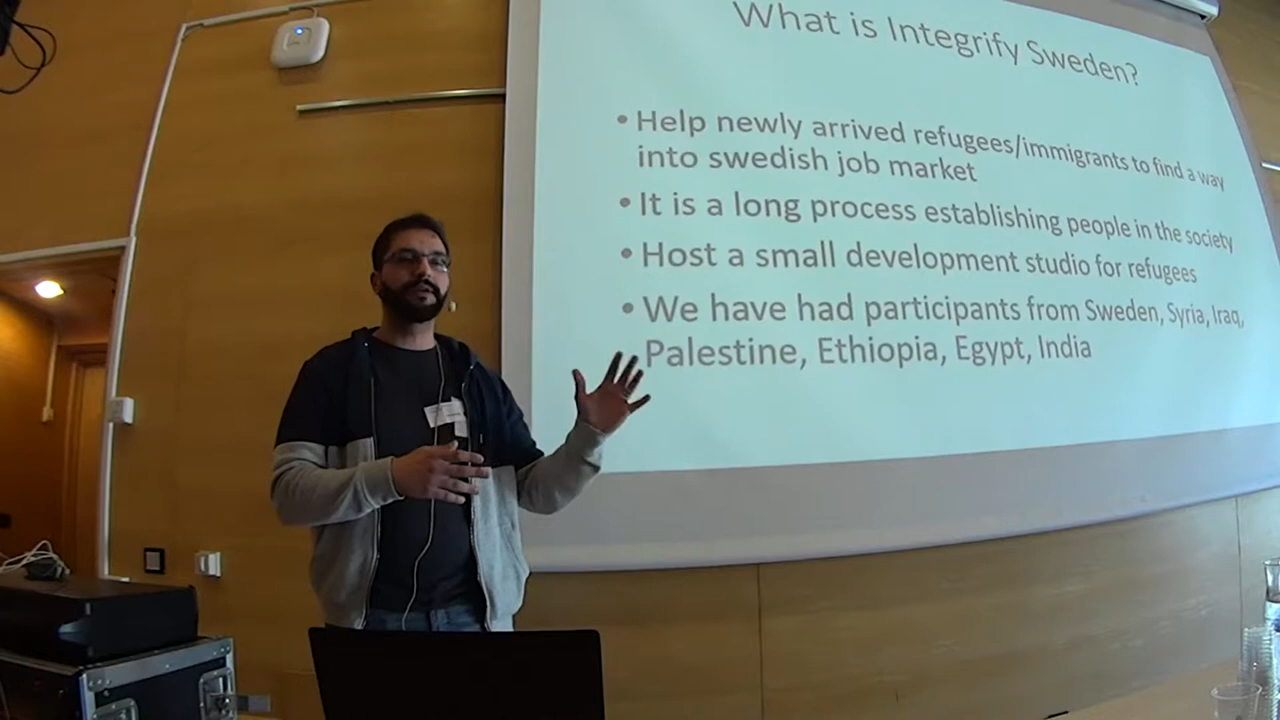 What is Integrify Sweden?
• Help newly arrived refugees/immigrants to find a way
into swedish job market
• It is a long process establishing people in the society
• Host a small development studio for refugees
• We have had participants from Sweden, Syria, Iraq,
Palestine, Ethiopia, Egypt, India